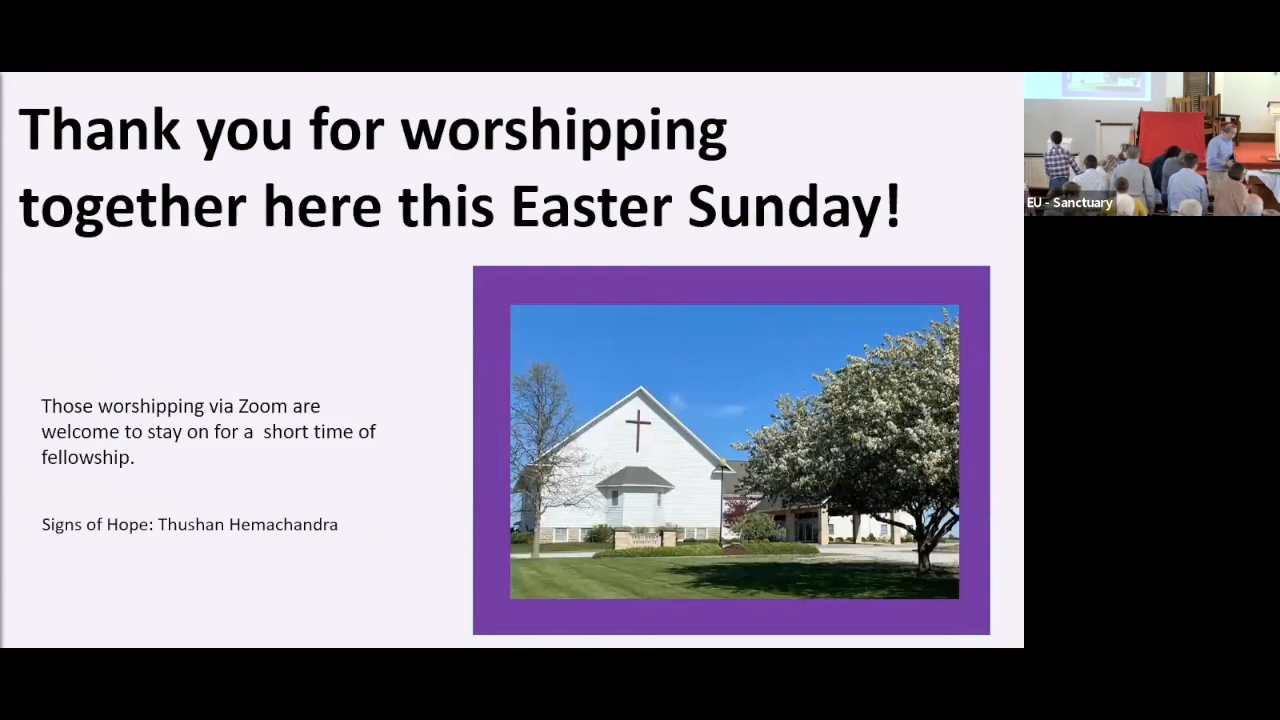 Thank you for worshipping
together here this Easter Sunday!
Those worshipping via Zoom are
welcome to stay on for a  short time of
fellowship.
Signs of Hope: Thushan Hemachandra
EU - Sanctuary